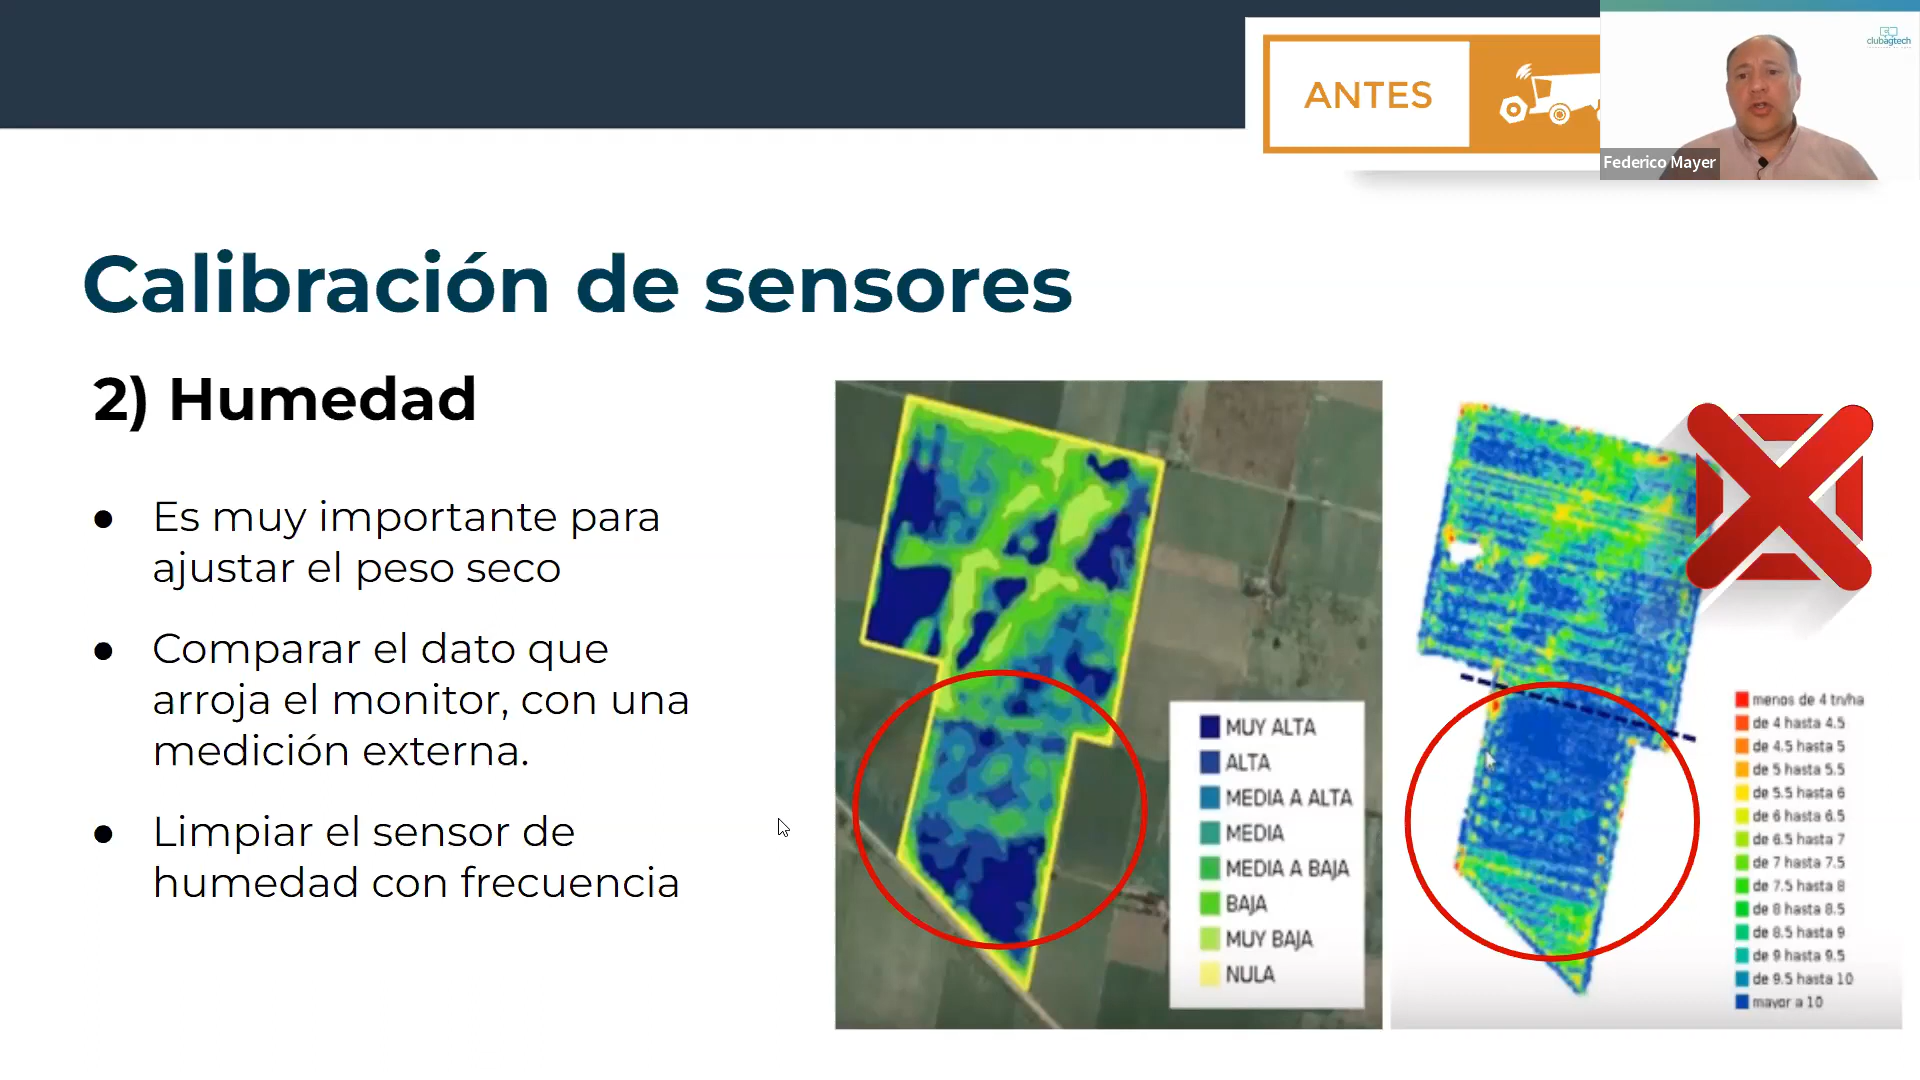 ANTES
clubagtech
Federico Mayer
Calibración de sensores
2) Humedad
● Es muy importante para
ajustar el peso seco
● Comparar el dato que
arroja el monitor, con una
medición externa.
● Limpiar el sensor de
humedad con frecuencia
MUY ALTA
ALTA
MEDIA A ALTA
MEDIA
MEDIA A BAJA
BAJA
MUY BAJA
NULA
menos de 4 tn/ha
de 4 hasta 4.5
de 4.5 hasta 5
de 5 hasta 5.5
de 5.5 hasta 6
de 6 hasta 6.5
de 6.5 hasta 7
de 7 hasta 7.5
de 7.5 hasta 8
de 8 hasta 8.5
de 8.5 hasta 9
de 9 hasta 9.5
de 9.5 hasta 10
mayor a 10